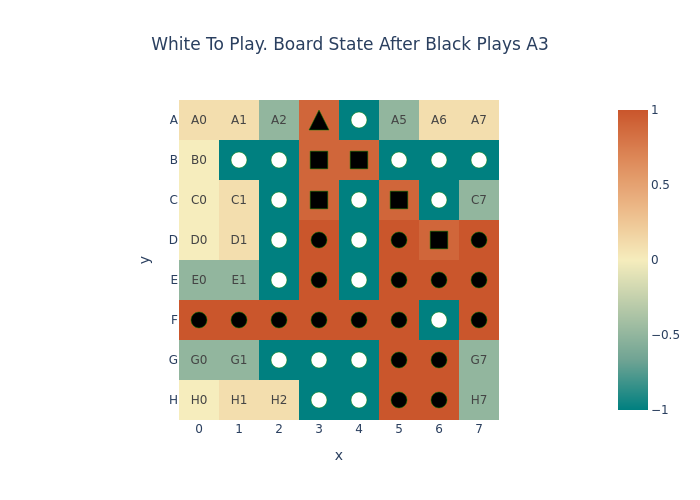 White To Play. Board State After Black Plays A3
A A0 A1 A2 A5 A6 A7
B B0
C C0 C1 C7
D D0 D1
E E0 E1
F
G G0 G1 G7
H H0 H1 H2 H7
0 1 2 3 4 5 6 7
x
y
1
0.5
0
−0.5
−1